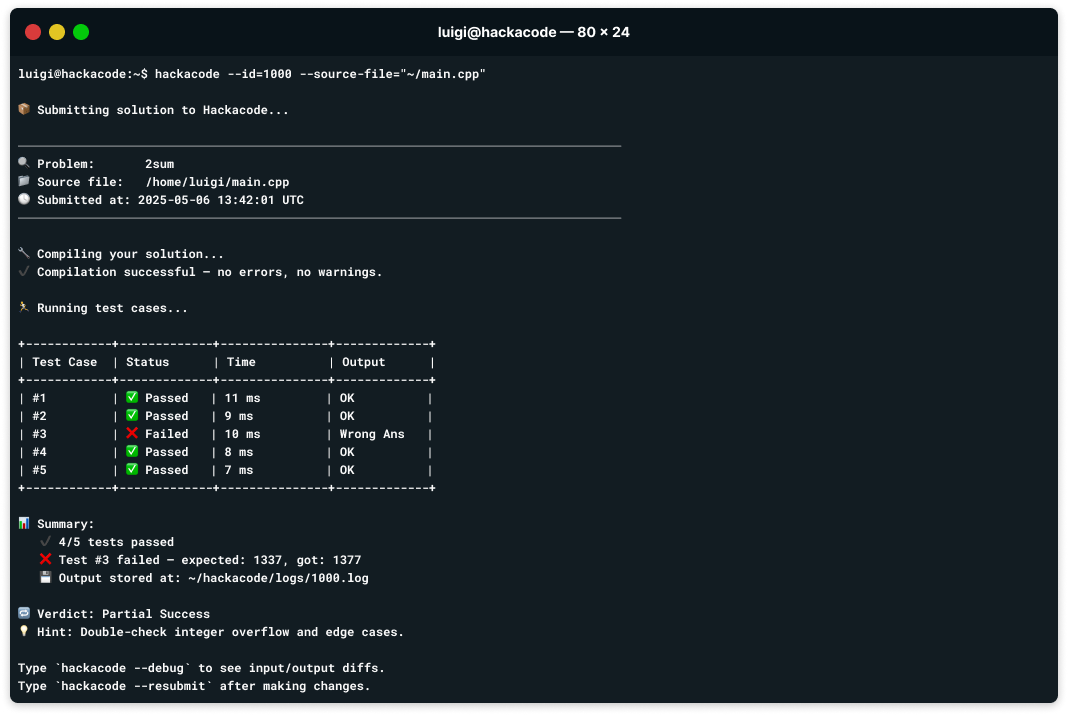 luigi@hackacode — 80 × 24
luigi@hackacode:~$ hackacode --id=1000 --source-file="~/main.cpp"
📦 Submitting solution to Hackacode...
────────────────────────────────────────────────────────────
🔍 Problem:       2sum
📁 Source file:   /home/luigi/main.cpp
🕓 Submitted at: 2025-05-06 13:42:01 UTC
────────────────────────────────────────────────────────────
🔧 Compiling your solution...
✔ Compilation successful — no errors, no warnings.
🏃 Running test cases...
+------------+-------------+---------------+-------------+
| Test Case  | Status      | Time          | Output      |
+------------+-------------+---------------+-------------+
| #1         | ✅ Passed   | 11 ms         | OK          |
| #2         | ✅ Passed   | 9 ms          | OK          |
| #3         | ❌ Failed   | 10 ms         | Wrong Ans   |
| #4         | ✅ Passed   | 8 ms          | OK          |
| #5         | ✅ Passed   | 7 ms          | OK          |
+------------+-------------+---------------+-------------+
📊 Summary:
✔ 4/5 tests passed
❌ Test #3 failed — expected: 1337, got: 1377
💾 Output stored at: ~/hackacode/logs/1000.log
🔁 Verdict: Partial Success
💡 Hint: Double-check integer overflow and edge cases.
Type `hackacode --debug` to see input/output diffs.
Type `hackacode --resubmit` after making changes.